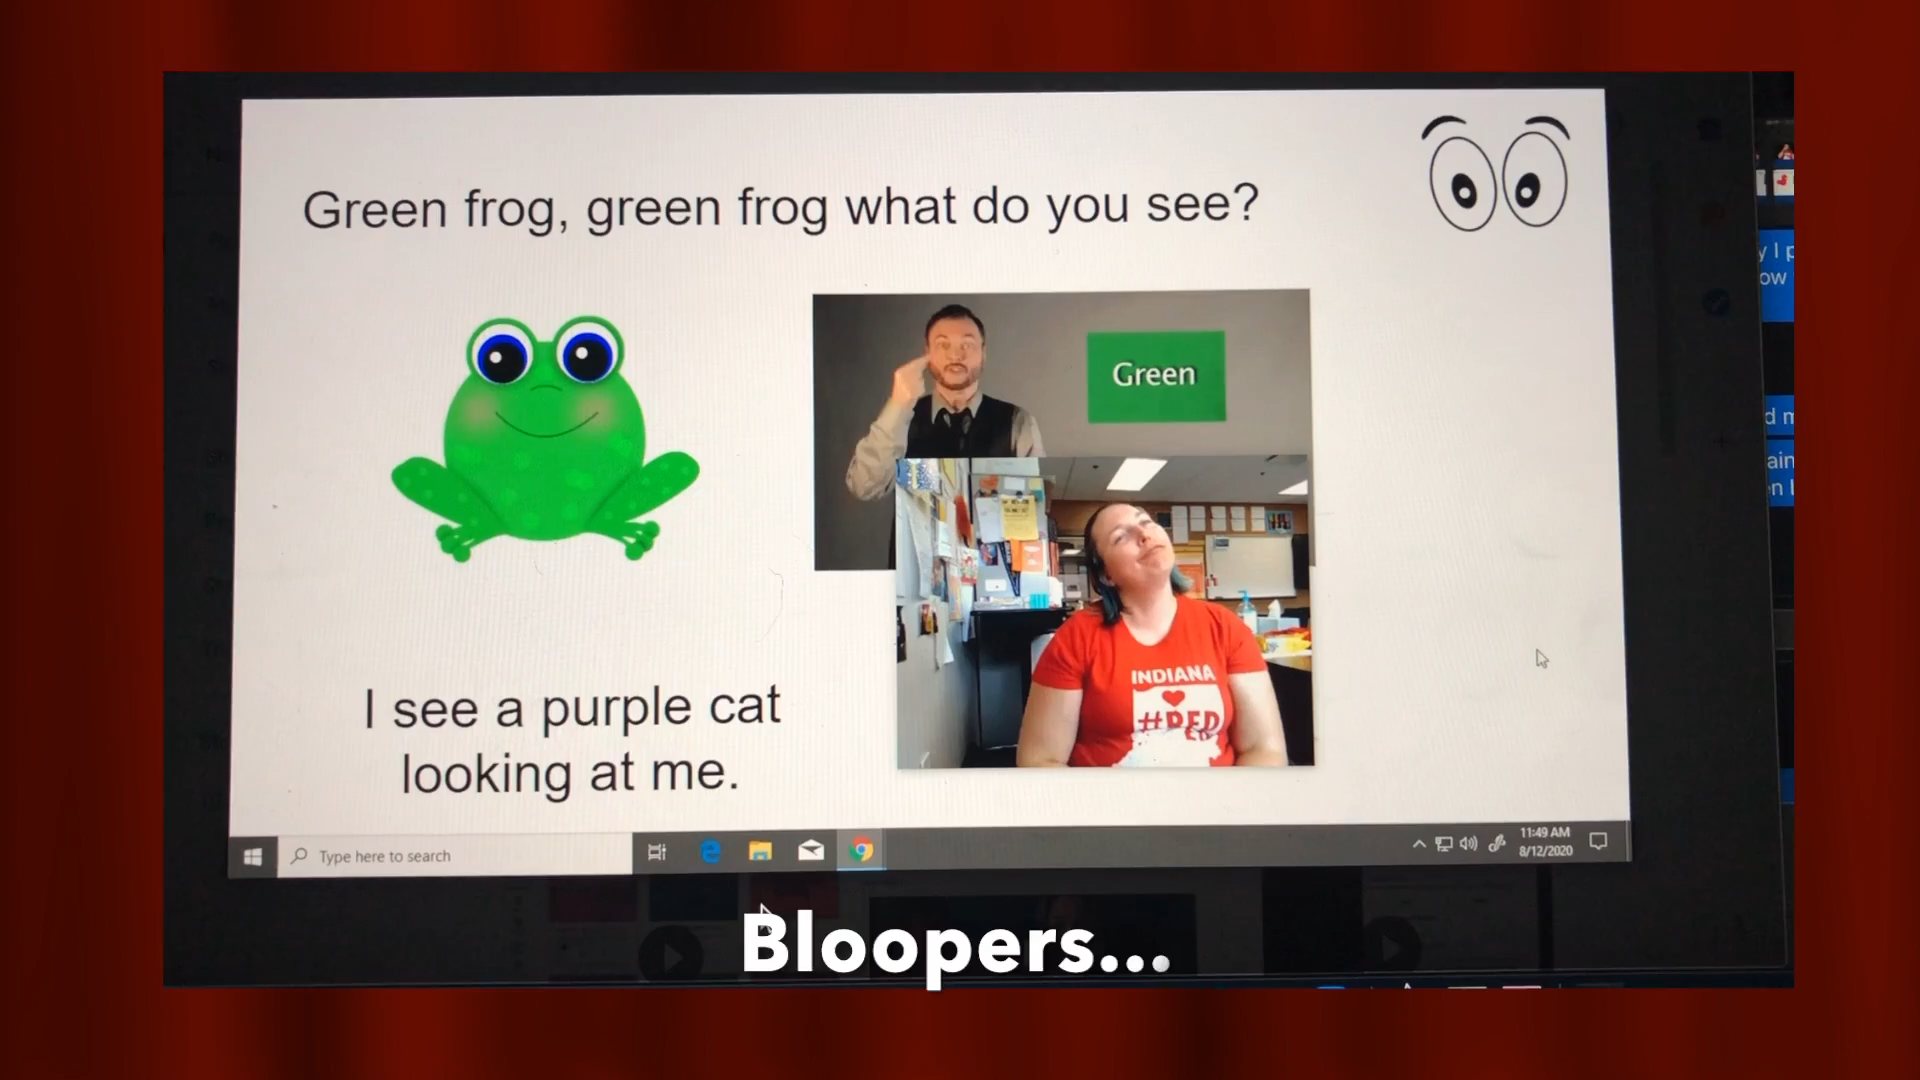 Green frog, green frog what do you see?
Green
INDIANA
#RED
I see a purple cat
looking at me.
Type here to search
11:49 AM
8/12/2020
Bloopers...